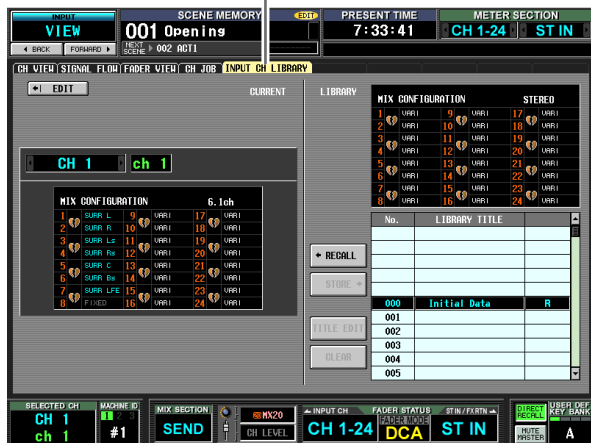 INPUT
VIEW
BACK FORWARD
SCENE MEMORY EDIT
001 Opening
NEXT SCENE 002 ACT1
PRESENT TIME
7:33:41
METER SECTION
CH 1-24 ST IN
CH VIEW SIGNAL FLOW FADER VIEW CH JOB INPUT CH LIBRARY
EDIT
CURRENT
CH 1 ch 1
MIX CONFIGURATION 6.1ch
1 SURR L 9 VARI 17 VARI
2 SURR R 10 VARI 18 VARI
3 SURR Ls 11 VARI 19 VARI
4 SURR Rs 12 VARI 20 VARI
5 SURR C 13 VARI 21 VARI
6 SURR Bs 14 VARI 22 VARI
7 SURR LFE 15 VARI 23 VARI
8 FIXED 16 VARI 24 VARI
LIBRARY
MIX CONFIGURATION STEREO
1 VARI 9 VARI 17 VARI
2 VARI 10 VARI 18 VARI
3 VARI 11 VARI 19 VARI
4 VARI 12 VARI 20 VARI
5 VARI 13 VARI 21 VARI
6 VARI 14 VARI 22 VARI
7 VARI 15 VARI 23 VARI
8 VARI 16 VARI 24 VARI
No. LIBRARY TITLE
RECALL
STORE
TITLE EDIT
CLEAR
000 Initial Data R
001
002
003
004
005
SELECTED CH
CH 1
ch 1
MACHINE ID
1 2 3
#1
MIX SECTION
SEND
MX20
CH LEVEL
INPUT CH
CH 1-24
FADER STATUS
FADER MODE
DCA
ST IN/FXRTN
ST IN
DIRECT RECALL
MUTE MASTER
USER DEF KEY BANK
A